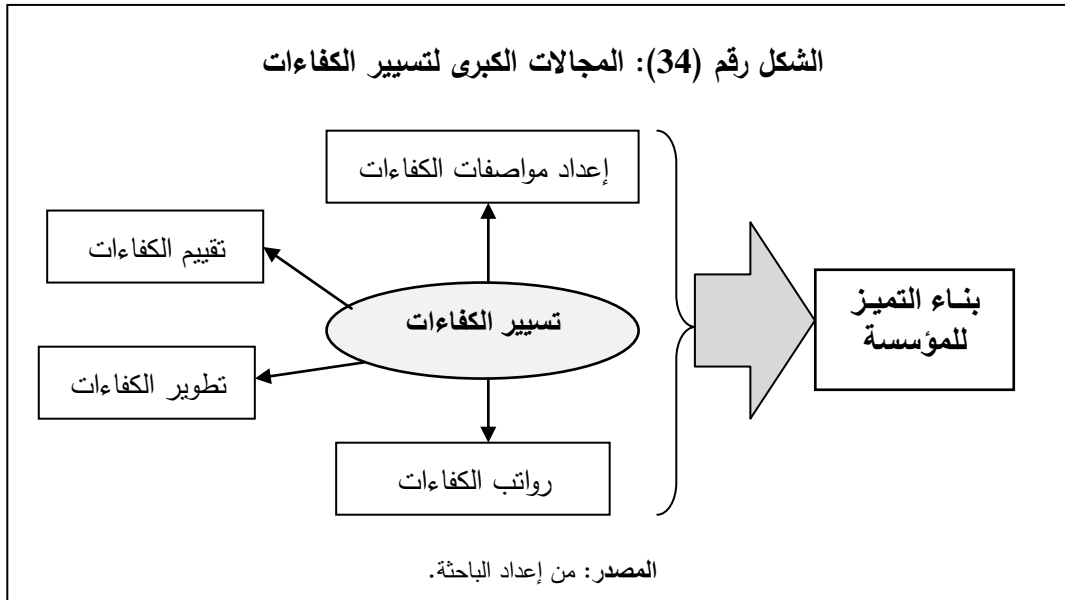 الشكل رقم (34): المجالات الكبرى لتسيير الكفاءات
إعداد مواصفات الكفاءات
تقييم الكفاءات
تسيير الكفاءات
بناء التميز
للمؤسسة
تطوير الكفاءات
رواتب الكفاءات
المصدر: من إعداد الباحثة.